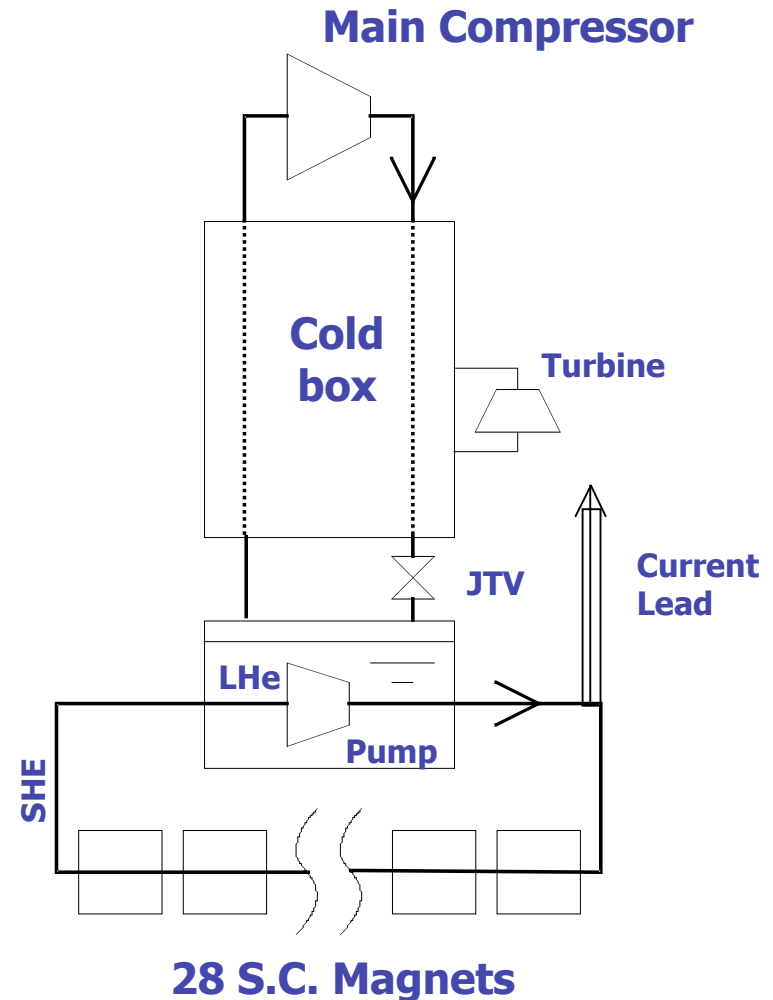 Main Compressor
Cold
box
Turbine
JTV
Current
Lead
LHe
Pump
SHE
28 S.C. Magnets